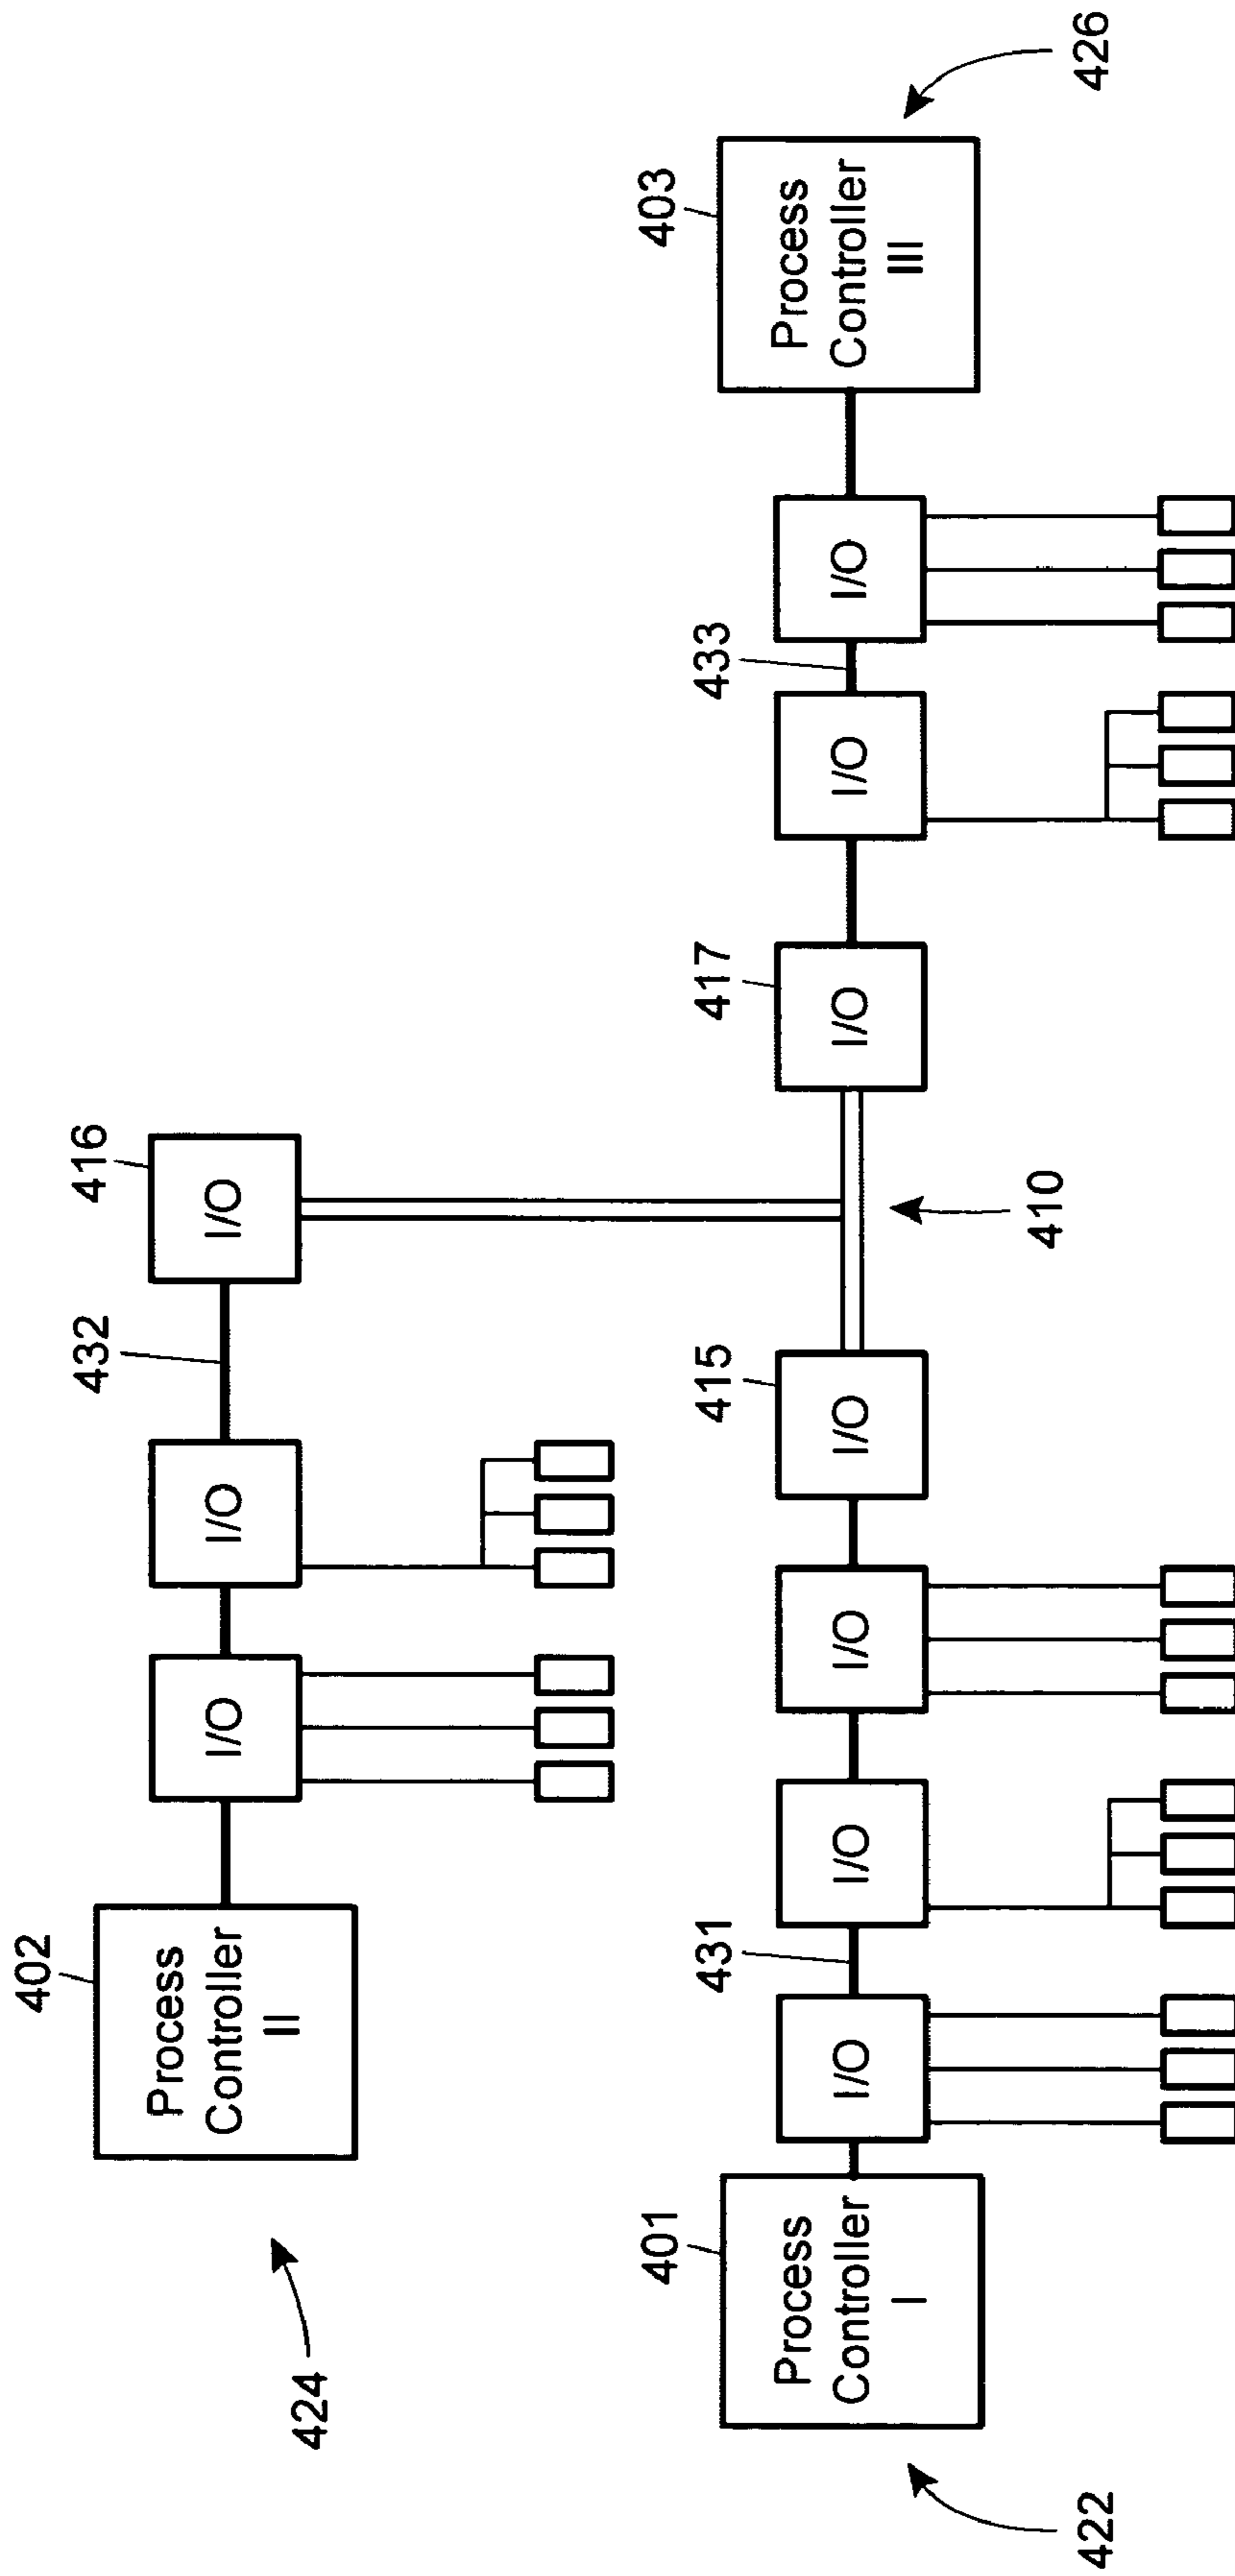 402
Process
Controller
II
424
I/O
I/O
432
I/O
416
401
Process
Controller
I
422
I/O
431
I/O
I/O
I/O
415
410
I/O
417
I/O
433
I/O
403
Process
Controller
III
426